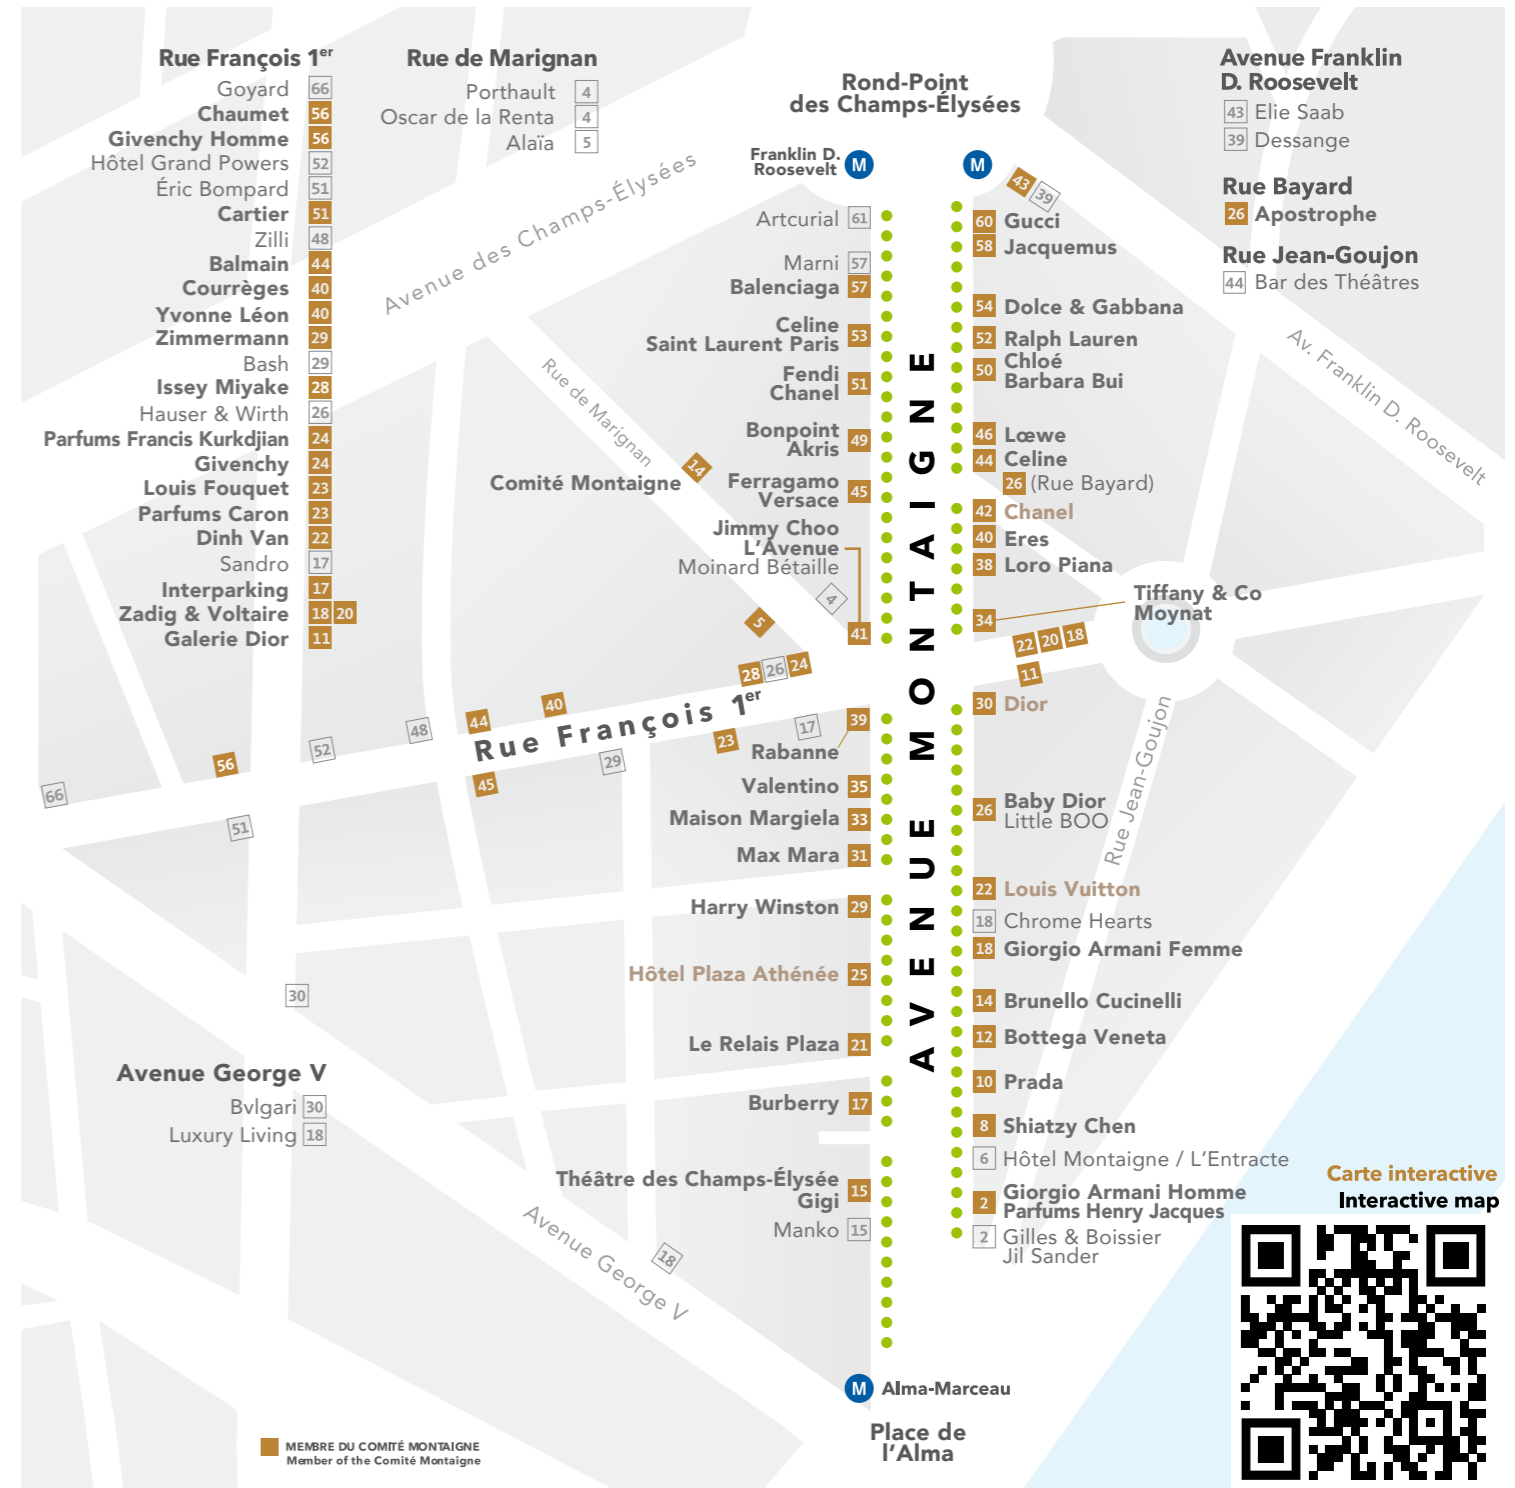 Rue François 1er
Goyard 66
Chaumet 56
Givenchy Homme 56
Hôtel Grand Powers 52
Éric Bompard 51
Cartier 51
Zilli 48
Balmain 44
Courrèges 40
Yvonne Léon 40
Zimmermann 29
Bash 29
Issey Miyake 28
Hauser & Wirth 26
Parfums Francis Kurkdjian 24
Givenchy 24
Louis Fouquet 23
Parfums Caron 23
Dinh Van 22
Sandro 17
Interparking 17
Zadig & Voltaire 18 20
Galerie Dior 11
Rue de Marignan
Porthault 4
Oscar de la Renta 4
Alaïa 5
Rond-Point
des Champs-Élysées
Franklin D.
Roosevelt M
M
Avenue Franklin
D. Roosevelt
43 Elie Saab
39 Dessange
Rue Bayard
26 Apostrophe
Rue Jean-Goujon
44 Bar des Théâtres
43 39
Avenue des Champs-Élysées
Rue de Marignan
Av. Franklin D. Roosevelt
Artcurial 61
Marni 57
Balenciaga 57
Celine
Saint Laurent Paris 53
Fendi
Chanel 51
Bonpoint
Akris 49
Comité Montaigne 14
Ferragamo
Versace 45
Jimmy Choo
L'Avenue
Moinard Bétaille
4
41
5
28 26 24
AVENUE MONTAIGNE
60 Gucci
58 Jacquemus
54 Dolce & Gabbana
52 Ralph Lauren
50 Chloé
Barbara Bui
46 Lœwe
44 Celine
26 (Rue Bayard)
42 Chanel
40 Eres
38 Loro Piana
Tiffany & Co
Moynat
34
22 20 18
11
30 Dior
Rue François 1er
66
56
51
52
48
44
45
40
29
23
17
39
Rabanne
Valentino 35
Maison Margiela 33
Max Mara 31
Harry Winston 29
Hôtel Plaza Athénée 25
Le Relais Plaza 21
Burberry 17
Théâtre des Champs-Élysée
Gigi 15
Manko 15
26 Baby Dior
Little BOO
Rue Jean-Goujon
22 Louis Vuitton
18 Chrome Hearts
18 Giorgio Armani Femme
14 Brunello Cucinelli
12 Bottega Veneta
10 Prada
8 Shiatzy Chen
6 Hôtel Montaigne / L'Entracte
2 Giorgio Armani Homme
Parfums Henry Jacques
2 Gilles & Boissier
Jil Sander
30
Avenue George V
Bvlgari 30
Luxury Living 18
Avenue George V
18
M Alma-Marceau
Place de
l'Alma
MEMBRE DU COMITÉ MONTAIGNE
Member of the Comité Montaigne
Carte interactive
Interactive map